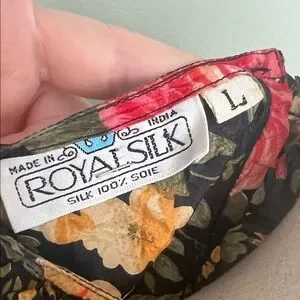 MADE IN INDIA
ROYAL SILK
SILK 100% SOIE
L